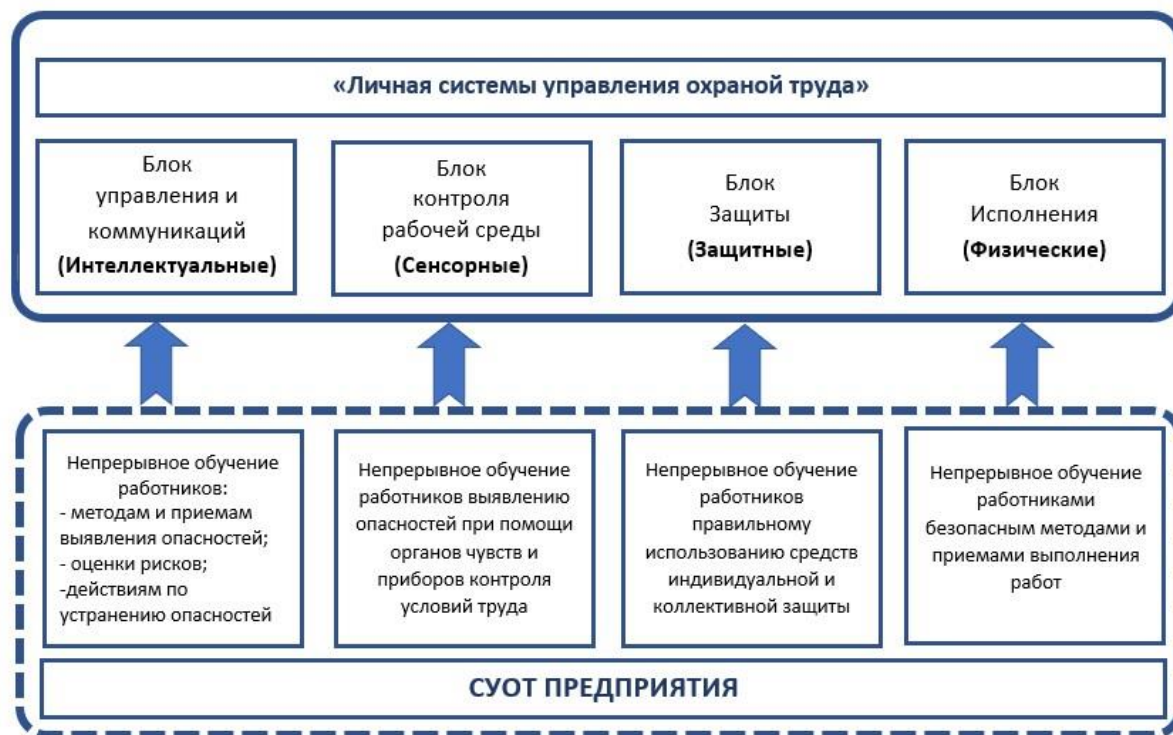 «Личная системы управления охраной труда»
Блок
управления и
коммуникаций
(Интеллектуальные)
Блок
контроля
рабочей среды
(Сенсорные)
Блок
Защиты
(Защитные)
Блок
Исполнения
(Физические)
Непрерывное обучение
работников:
- методам и приемам
выявления опасностей;
- оценки рисков;
-действиям по
устранению опасностей
Непрерывное обучение
работников выявлению
опасностей при помощи
органов чувств и
приборов контроля
условий труда
Непрерывное обучение
работников
правильному
использованию средств
индивидуальной и
коллективной защиты
Непрерывное обучение
работниками
безопасным методами и
приемами выполнения
работ
СУОТ ПРЕДПРИЯТИЯ